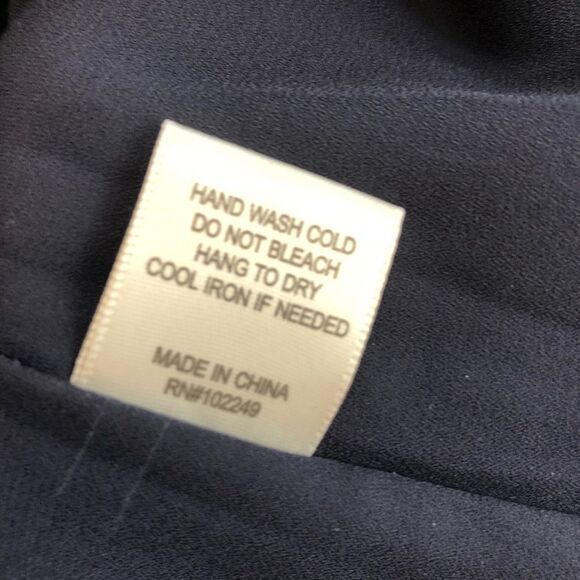 HAND WASH COLD
DO NOT BLEACH
HANG TO DRY
COOL IRON IF NEEDED
MADE IN CHINA
RN#102249